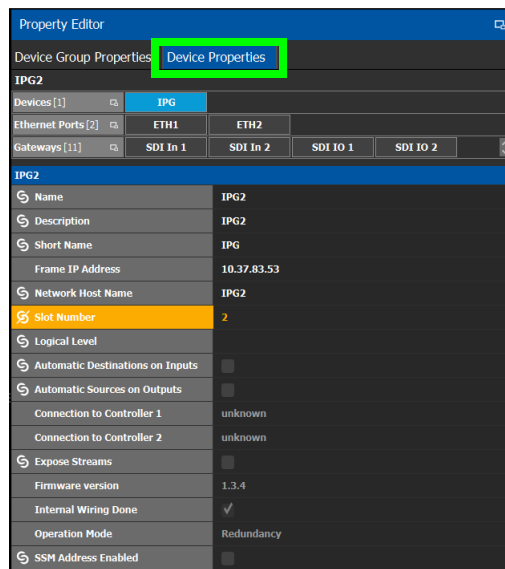 Property Editor
Device Group Properties Device Properties
IPG2
Devices [1] IPG
Ethernet Ports [2] ETH1 ETH2
Gateways [11] SDI In 1 SDI In 2 SDI IO 1 SDI IO 2
IPG2
Name IPG2
Description IPG2
Short Name IPG
Frame IP Address 10.37.83.53
Network Host Name IPG2
Slot Number 2
Logical Level
Automatic Destinations on Inputs
Automatic Sources on Outputs
Connection to Controller 1 unknown
Connection to Controller 2 unknown
Expose Streams
Firmware version 1.3.4
Internal Wiring Done
Operation Mode Redundancy
SSM Address Enabled